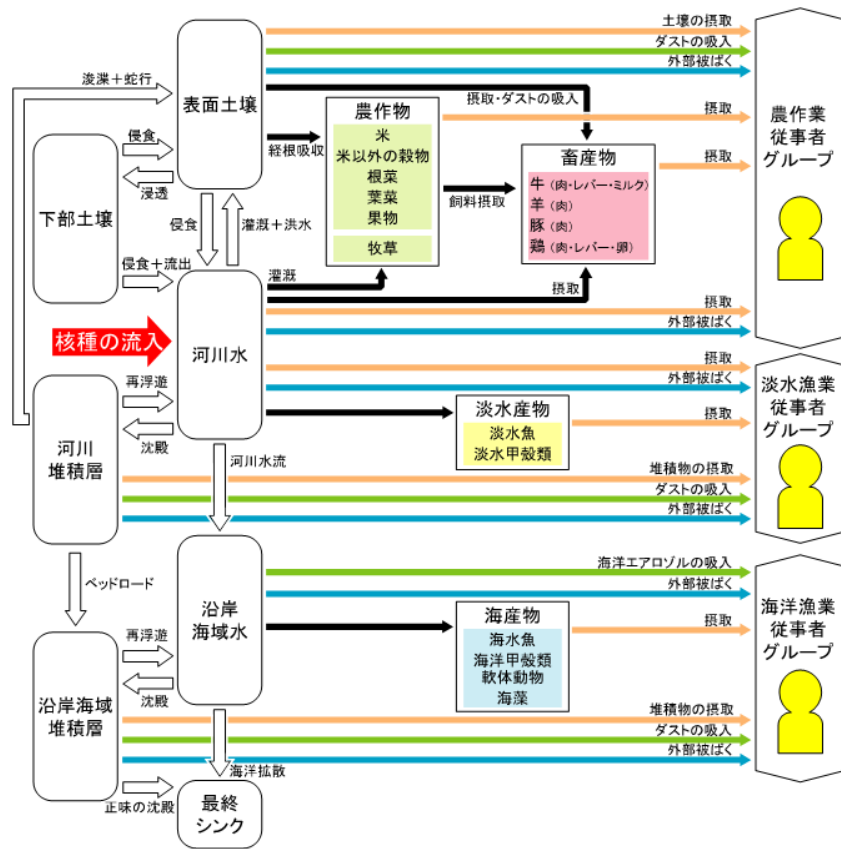 土壌の摂取
ダストの吸入
外部被ばく
浚渫＋蛇行
表面土壌
摂取・ダストの吸入
農作物
米
米以外の穀物
根菜
葉菜
果物
牧草
経根吸収
摂取
農作業
従事者
グループ
畜産物
牛（肉・レバー・ミルク）
羊（肉）
豚（肉）
鶏（肉・レバー・卵）
摂取
飼料摂取
侵食
浸透
下部土壌
侵食
灌漑＋洪水
侵食＋流出
灌漑
摂取
摂取
外部被ばく
核種の流入
河川水
摂取
外部被ばく
再浮遊
沈殿
淡水産物
淡水魚
淡水甲殻類
摂取
淡水漁業
従事者
グループ
河川
堆積層
河川水流
堆積物の摂取
ダストの吸入
外部被ばく
ベッドロード
沿岸
海域水
海洋エアロゾルの吸入
外部被ばく
海産物
海水魚
海洋甲殻類
軟体動物
海藻
摂取
海洋漁業
従事者
グループ
再浮遊
沈殿
沿岸海域
堆積層
堆積物の摂取
ダストの吸入
外部被ばく
海洋拡散
正味の沈殿
最終
シンク